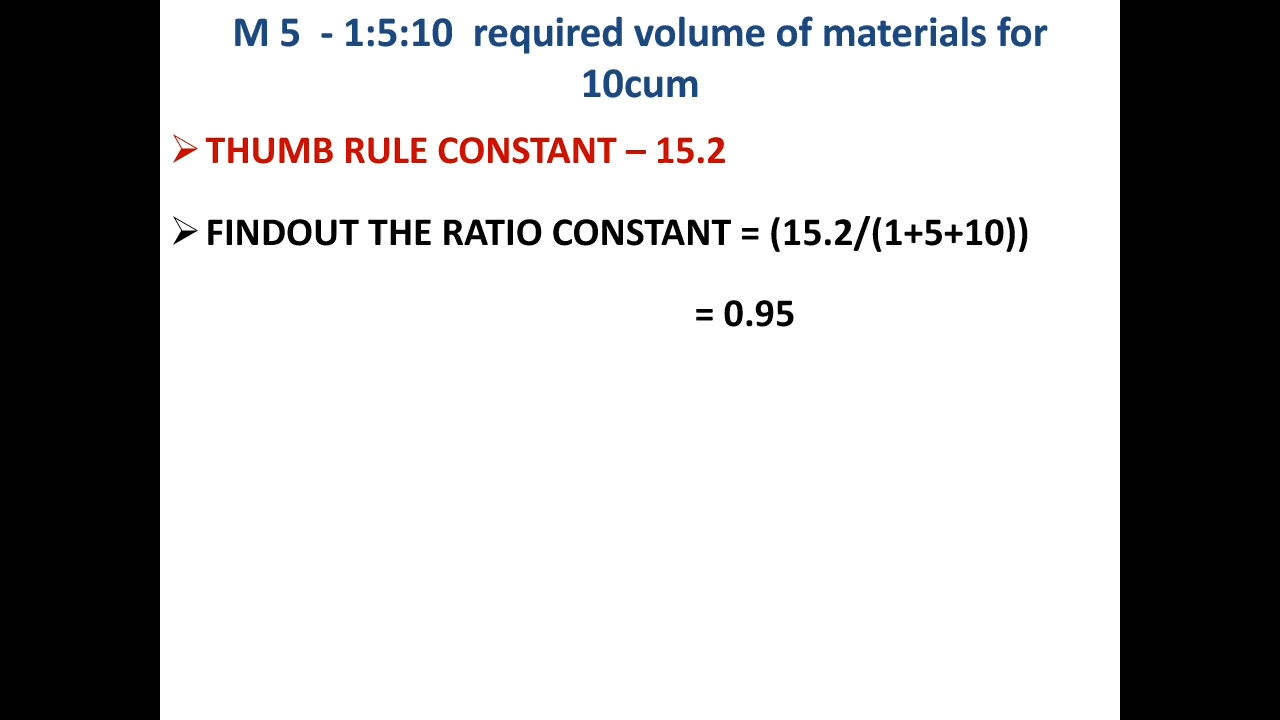 M 5  - 1:5:10  required volume of materials for
10cum
➢ THUMB RULE CONSTANT – 15.2
➢ FINDOUT THE RATIO CONSTANT = (15.2/(1+5+10))
= 0.95